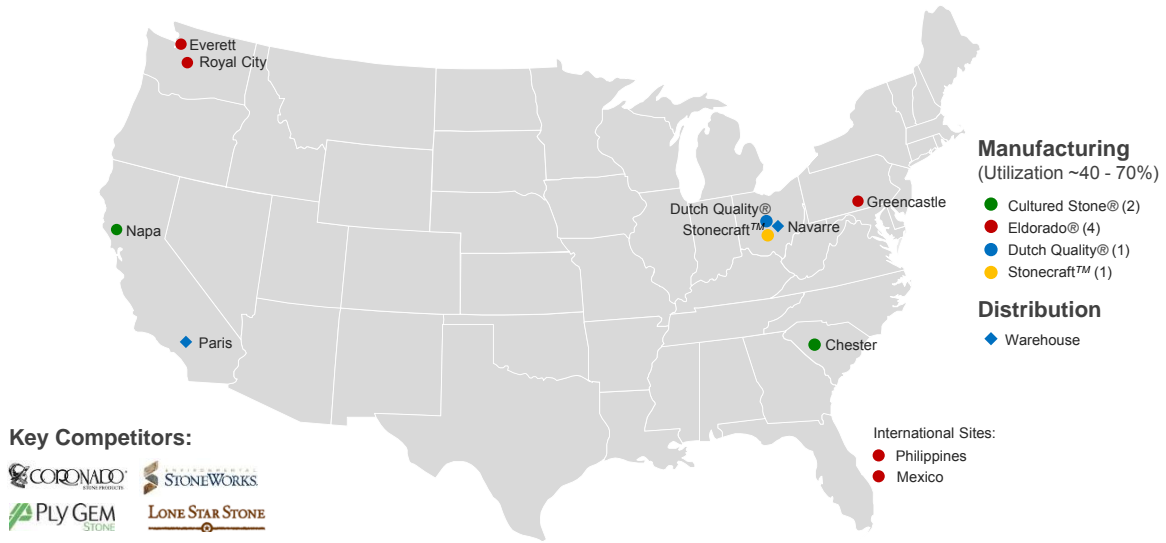 Everett
Royal City
Manufacturing
(Utilization ~40 - 70%)
Cultured Stone® (2)
Eldorado® (4)
Dutch Quality® (1)
Stonecraft™ (1)
Distribution
Warehouse
Greencastle
Dutch Quality®
Stonecraft™
Navarre
Napa
Paris
Chester
Key Competitors:
CORONADO®
STONE PRODUCTS
ENVIRONMENTAL
STONEWORKS.
PLY GEM
STONE
LONE STAR STONE
International Sites:
Philippines
Mexico